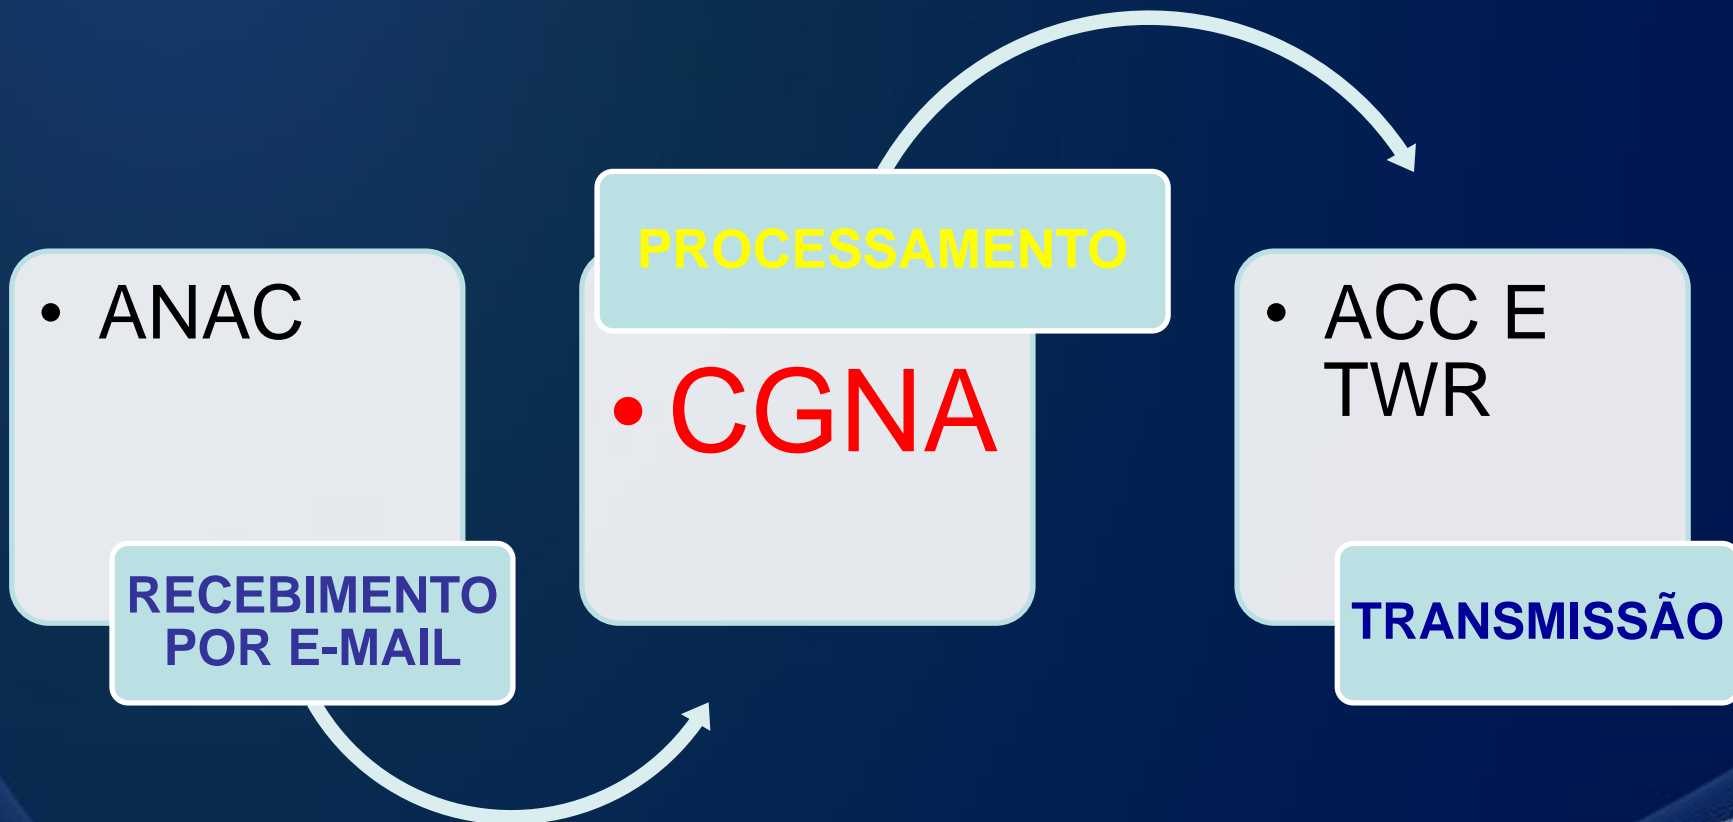 • ANAC
RECEBIMENTO
POR E-MAIL
PROCESSAMENTO
• CGNA
• ACC E
TWR
TRANSMISSÃO